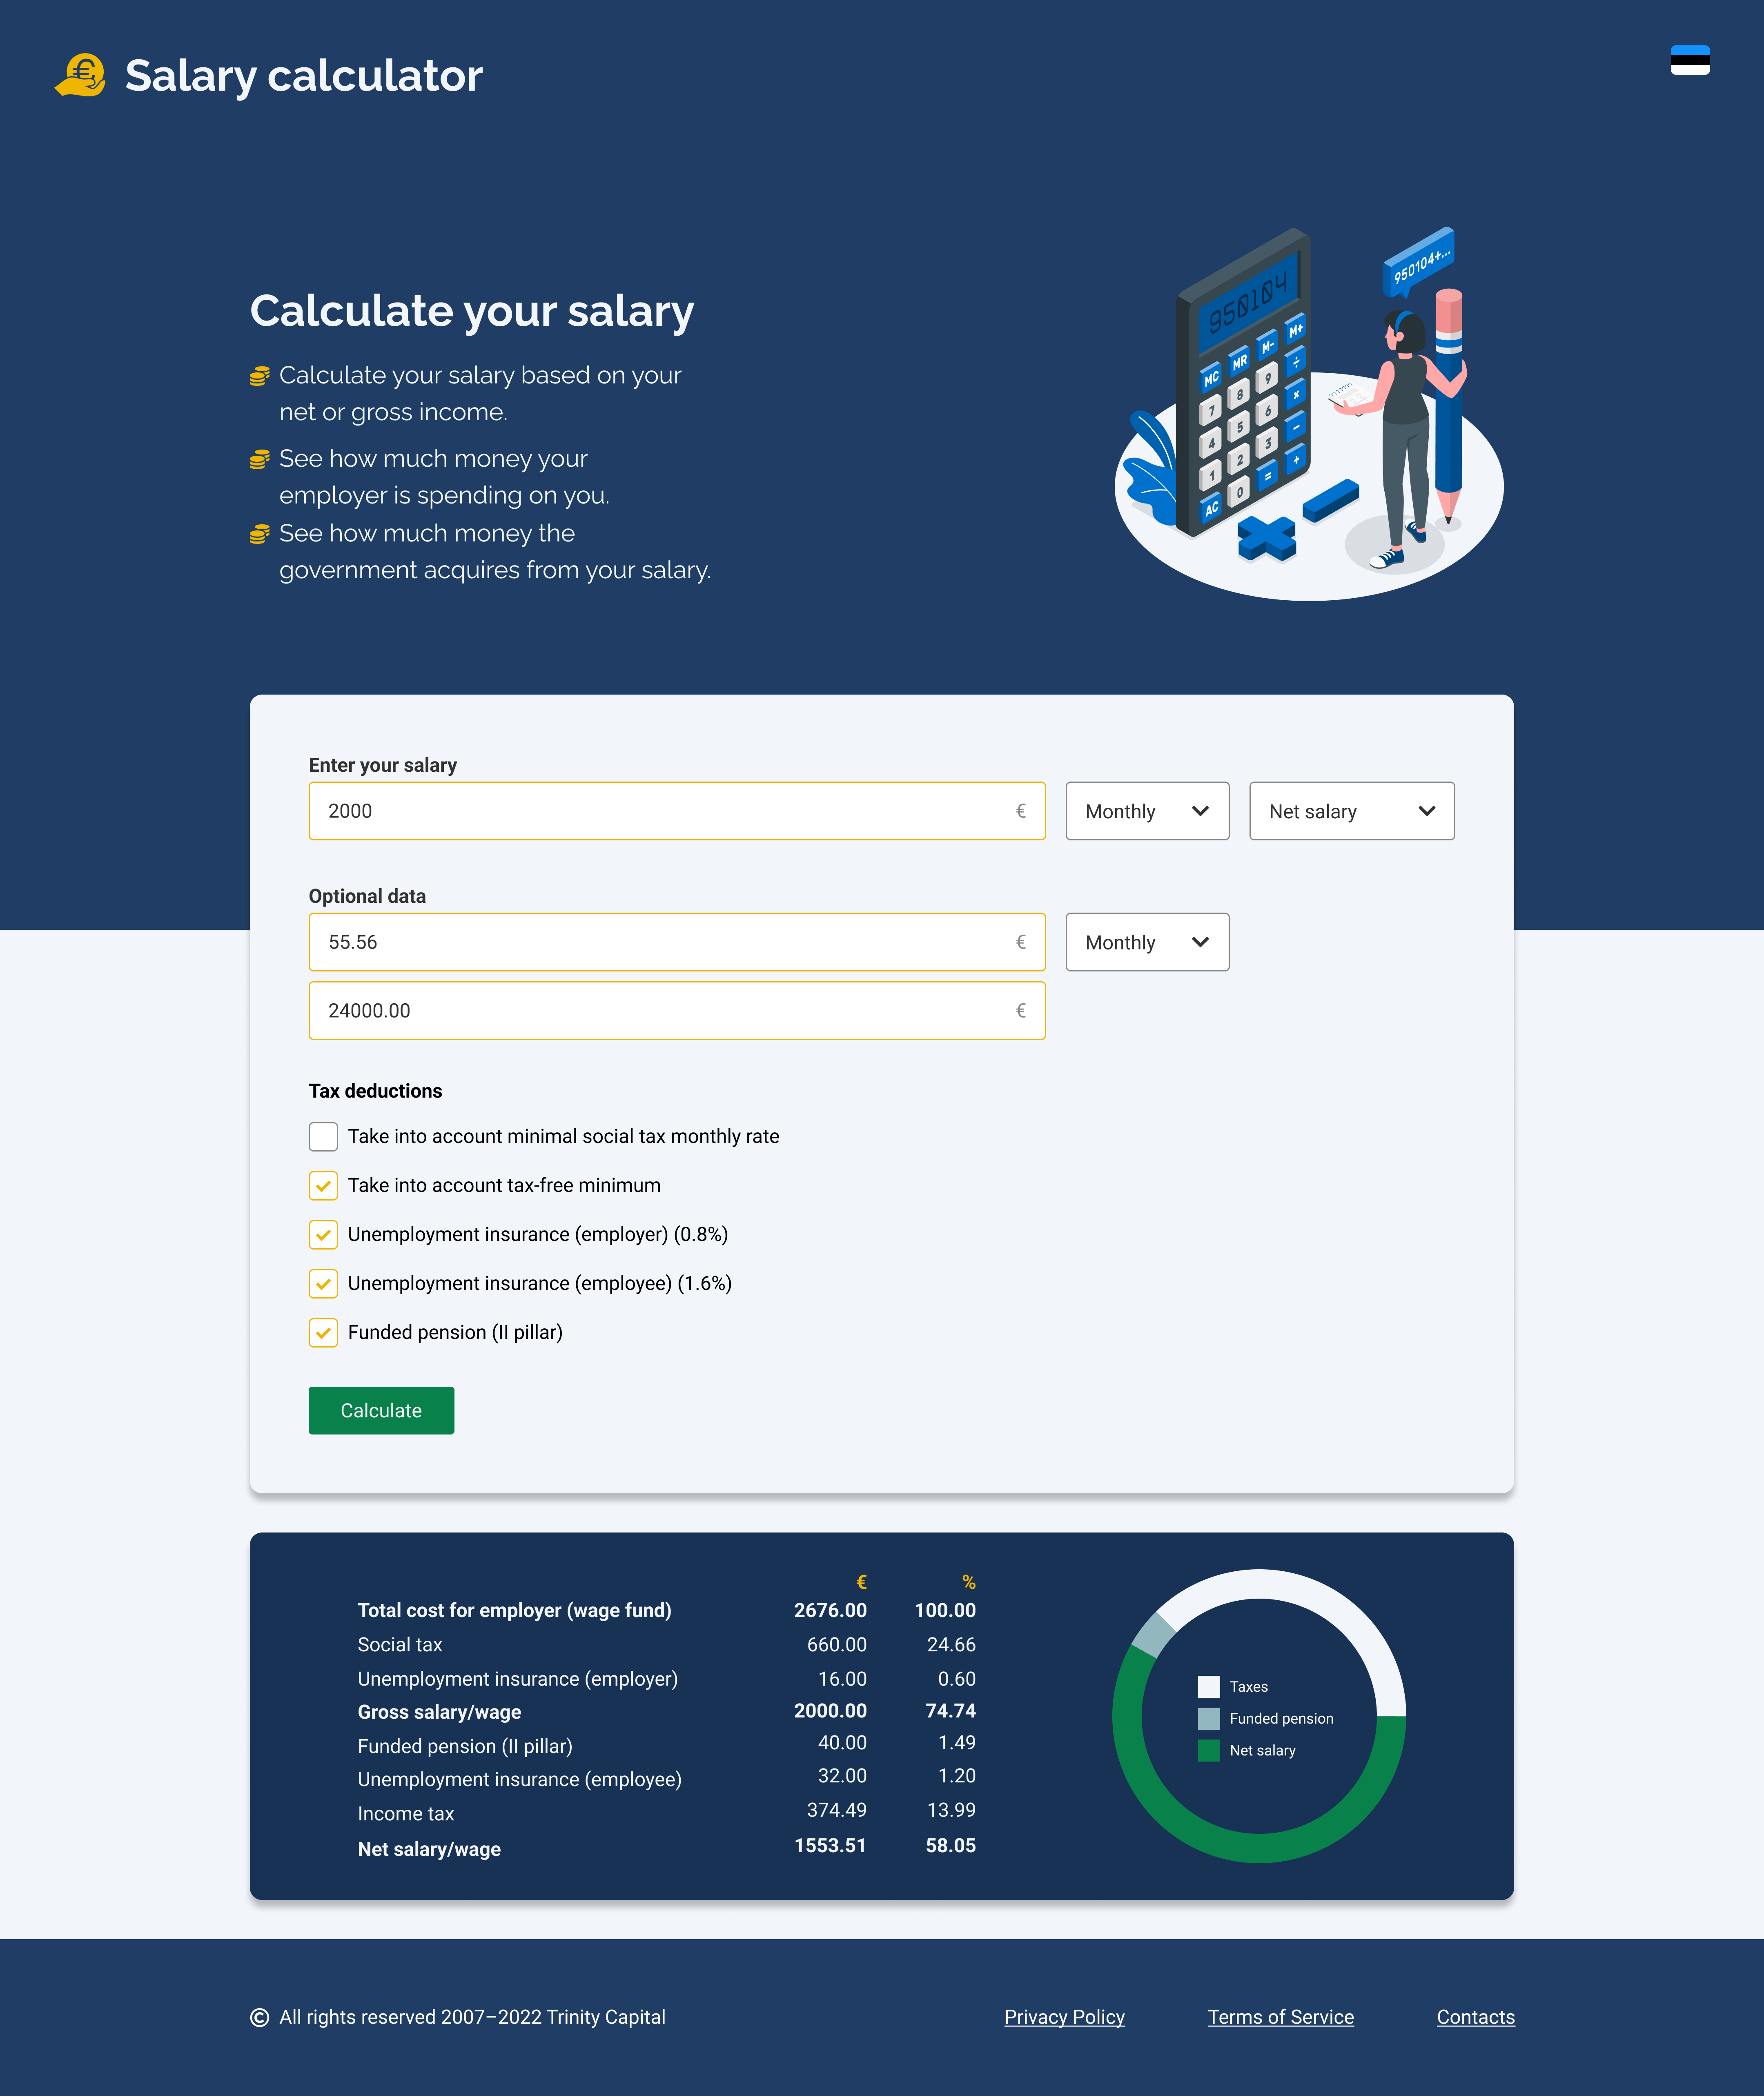 Salary calculator
Calculate your salary
Calculate your salary based on your
net or gross income.
See how much money your
employer is spending on you.
See how much money the
government acquires from your salary.
950104
950104+...
MC MR M- M+
7 8 9 ÷
4 5 6 ×
1 2 3 −
AC 0 = +
Enter your salary
2000 € Monthly Net salary
Optional data
55.56 € Monthly
24000.00 €
Tax deductions
Take into account minimal social tax monthly rate
Take into account tax-free minimum
Unemployment insurance (employer) (0.8%)
Unemployment insurance (employee) (1.6%)
Funded pension (II pillar)
Calculate
€ %
Total cost for employer (wage fund) 2676.00 100.00
Social tax 660.00 24.66
Unemployment insurance (employer) 16.00 0.60
Gross salary/wage 2000.00 74.74
Funded pension (II pillar) 40.00 1.49
Unemployment insurance (employee) 32.00 1.20
Income tax 374.49 13.99
Net salary/wage 1553.51 58.05
Taxes
Funded pension
Net salary
© All rights reserved 2007–2022 Trinity Capital Privacy Policy Terms of Service Contacts